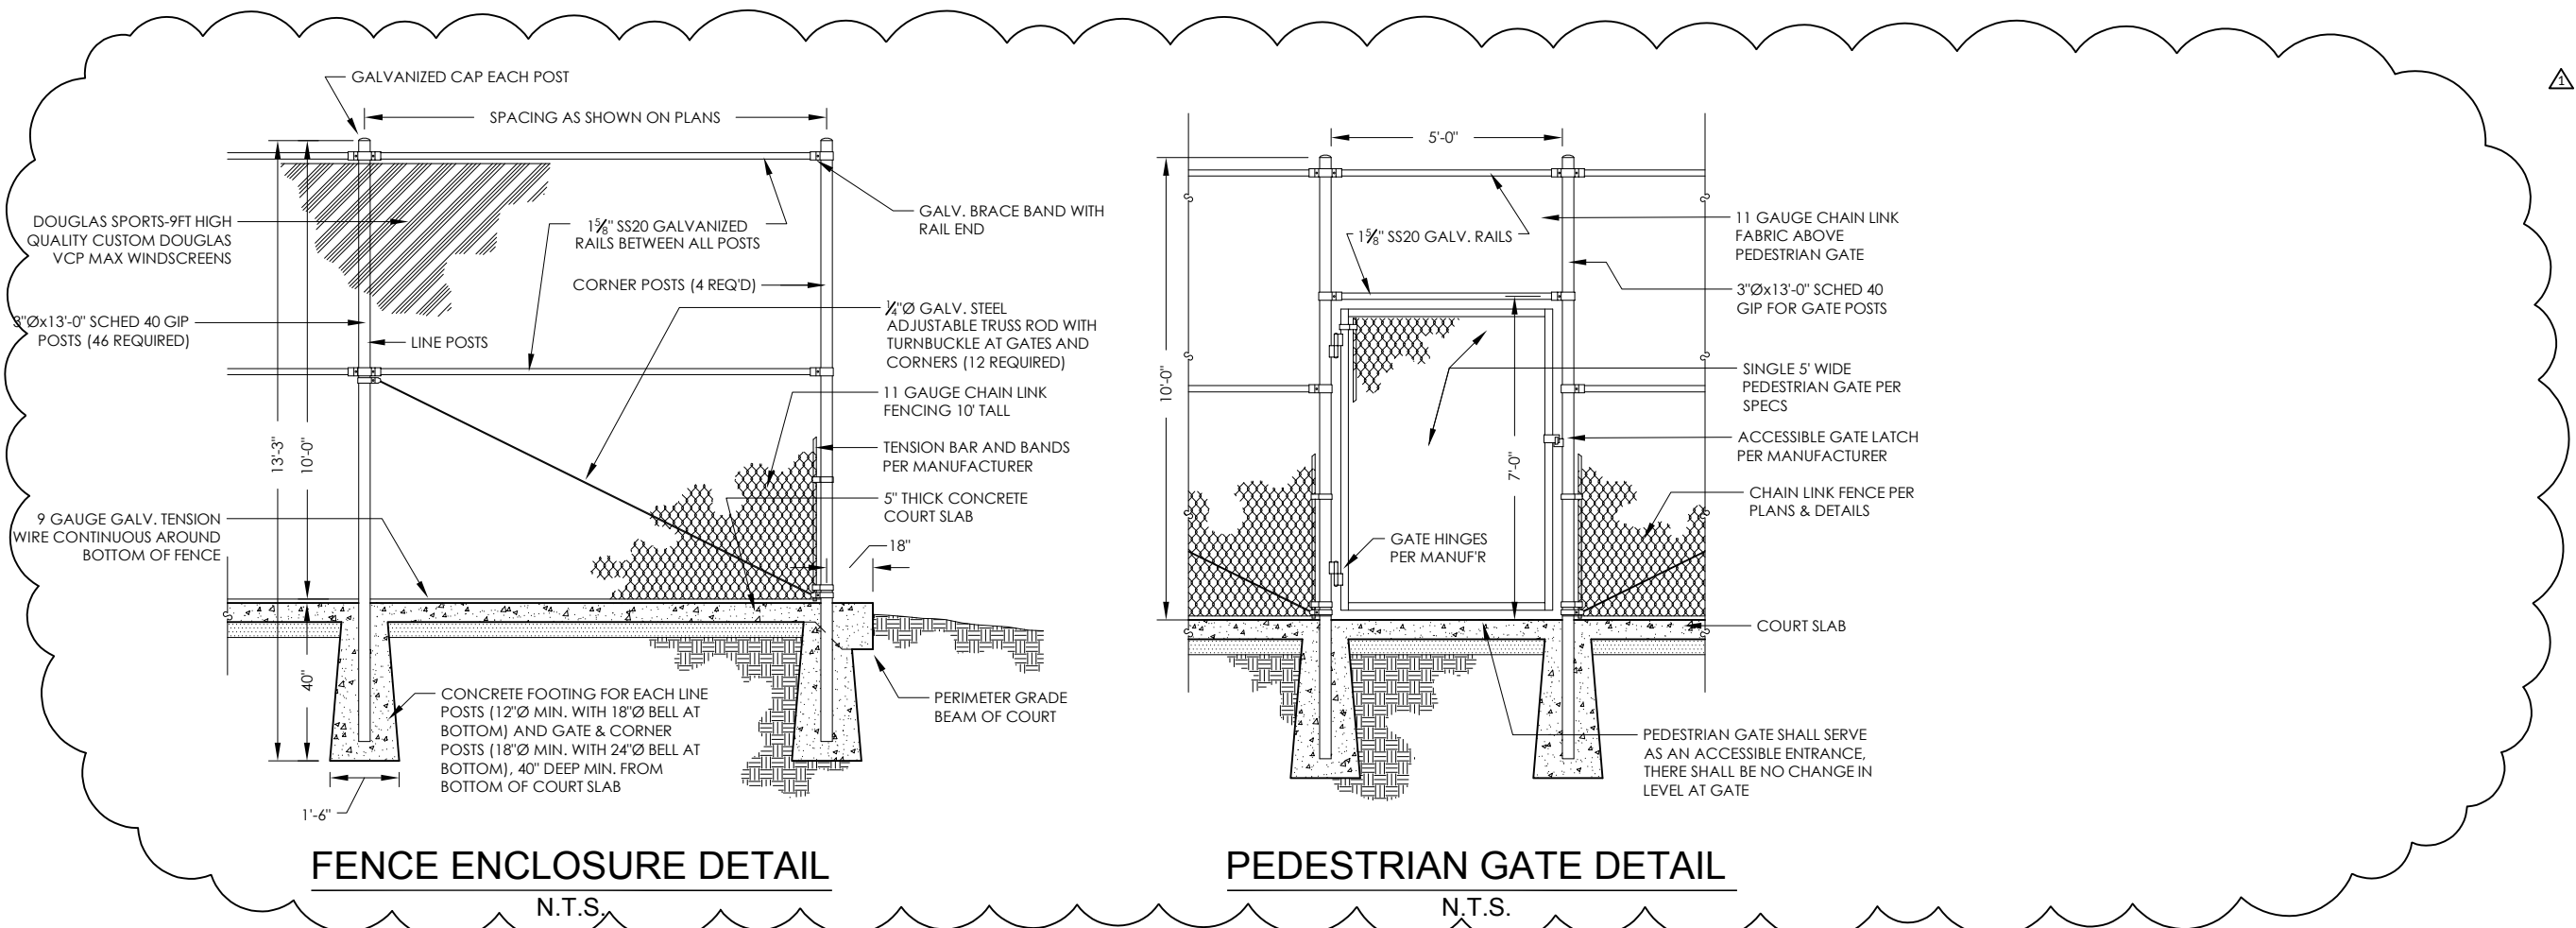 GALVANIZED CAP EACH POST
SPACING AS SHOWN ON PLANS
DOUGLAS SPORTS-9FT HIGH
QUALITY CUSTOM DOUGLAS
VCP MAX WINDSCREENS
1⅝" SS20 GALVANIZED
RAILS BETWEEN ALL POSTS
GALV. BRACE BAND WITH
RAIL END
CORNER POSTS (4 REQ'D)
3"Øx13'-0" SCHED 40 GIP
POSTS (46 REQUIRED)
LINE POSTS
¼"Ø GALV. STEEL
ADJUSTABLE TRUSS ROD WITH
TURNBUCKLE AT GATES AND
CORNERS (12 REQUIRED)
11 GAUGE CHAIN LINK
FENCING 10' TALL
13'-3"
10'-0"
TENSION BAR AND BANDS
PER MANUFACTURER
5" THICK CONCRETE
COURT SLAB
9 GAUGE GALV. TENSION
WIRE CONTINUOUS AROUND
BOTTOM OF FENCE
18"
40"
CONCRETE FOOTING FOR EACH LINE
POSTS (12"Ø MIN. WITH 18"Ø BELL AT
BOTTOM) AND GATE & CORNER
POSTS (18"Ø MIN. WITH 24"Ø BELL AT
BOTTOM), 40" DEEP MIN. FROM
BOTTOM OF COURT SLAB
PERIMETER GRADE
BEAM OF COURT
1'-6"
FENCE ENCLOSURE DETAIL
N.T.S.
5'-0"
11 GAUGE CHAIN LINK
FABRIC ABOVE
PEDESTRIAN GATE
1⅝" SS20 GALV. RAILS
3"Øx13'-0" SCHED 40
GIP FOR GATE POSTS
10'-0"
SINGLE 5' WIDE
PEDESTRIAN GATE PER
SPECS
ACCESSIBLE GATE LATCH
PER MANUFACTURER
7'-0"
CHAIN LINK FENCE PER
PLANS & DETAILS
GATE HINGES
PER MANUF'R
COURT SLAB
PEDESTRIAN GATE SHALL SERVE
AS AN ACCESSIBLE ENTRANCE,
THERE SHALL BE NO CHANGE IN
LEVEL AT GATE
PEDESTRIAN GATE DETAIL
N.T.S.
1